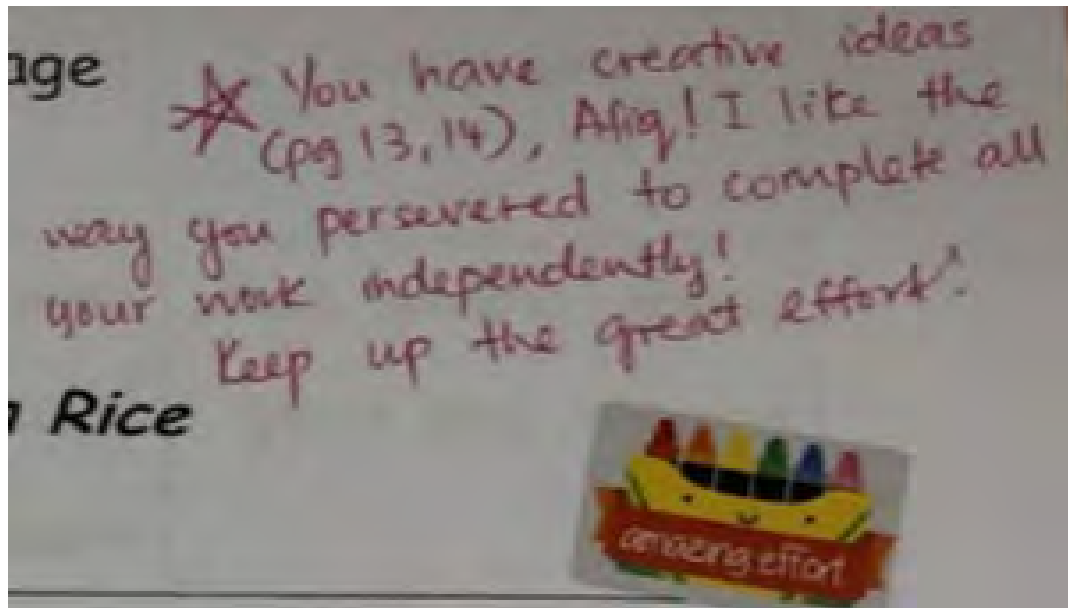 age
☆ You have creative ideas
(pg 13, 14), Afiq! I like the
way you persevered to complete all
your work independently!
Keep up the great effort!
Rice
amazing effort